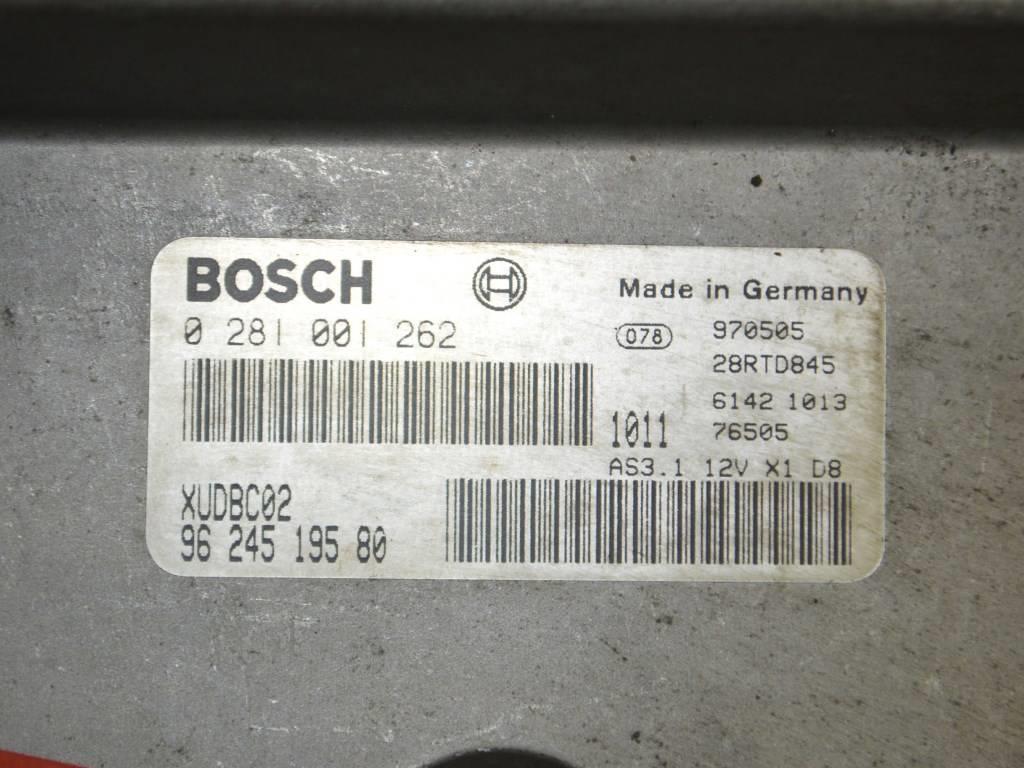 BOSCH
Made in Germany
0 281 001 262
078 970505
28RTD845
6142 1013
1011 76505
AS3.1 12V X1 D8
XUDBC02
96 245 195 80